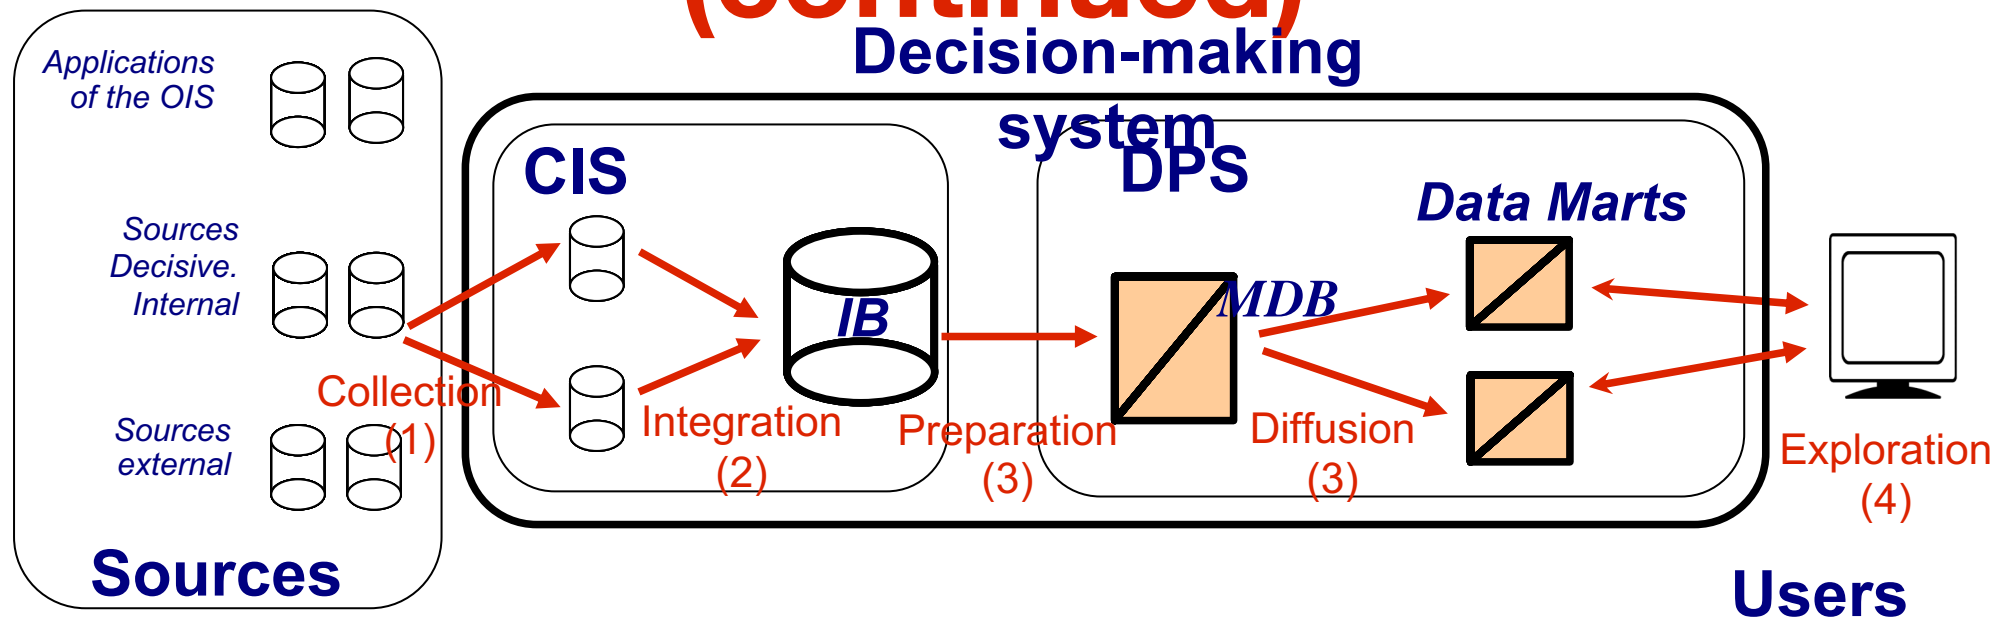 (continued)
Decision-making
system
Applications
of the OIS
Sources
Decisive.
Internal
Sources
external
Sources
CIS
IB
DPS
MDB
Data Marts
Collection
(1)
Integration
(2)
Preparation
(3)
Diffusion
(3)
Exploration
(4)
Users